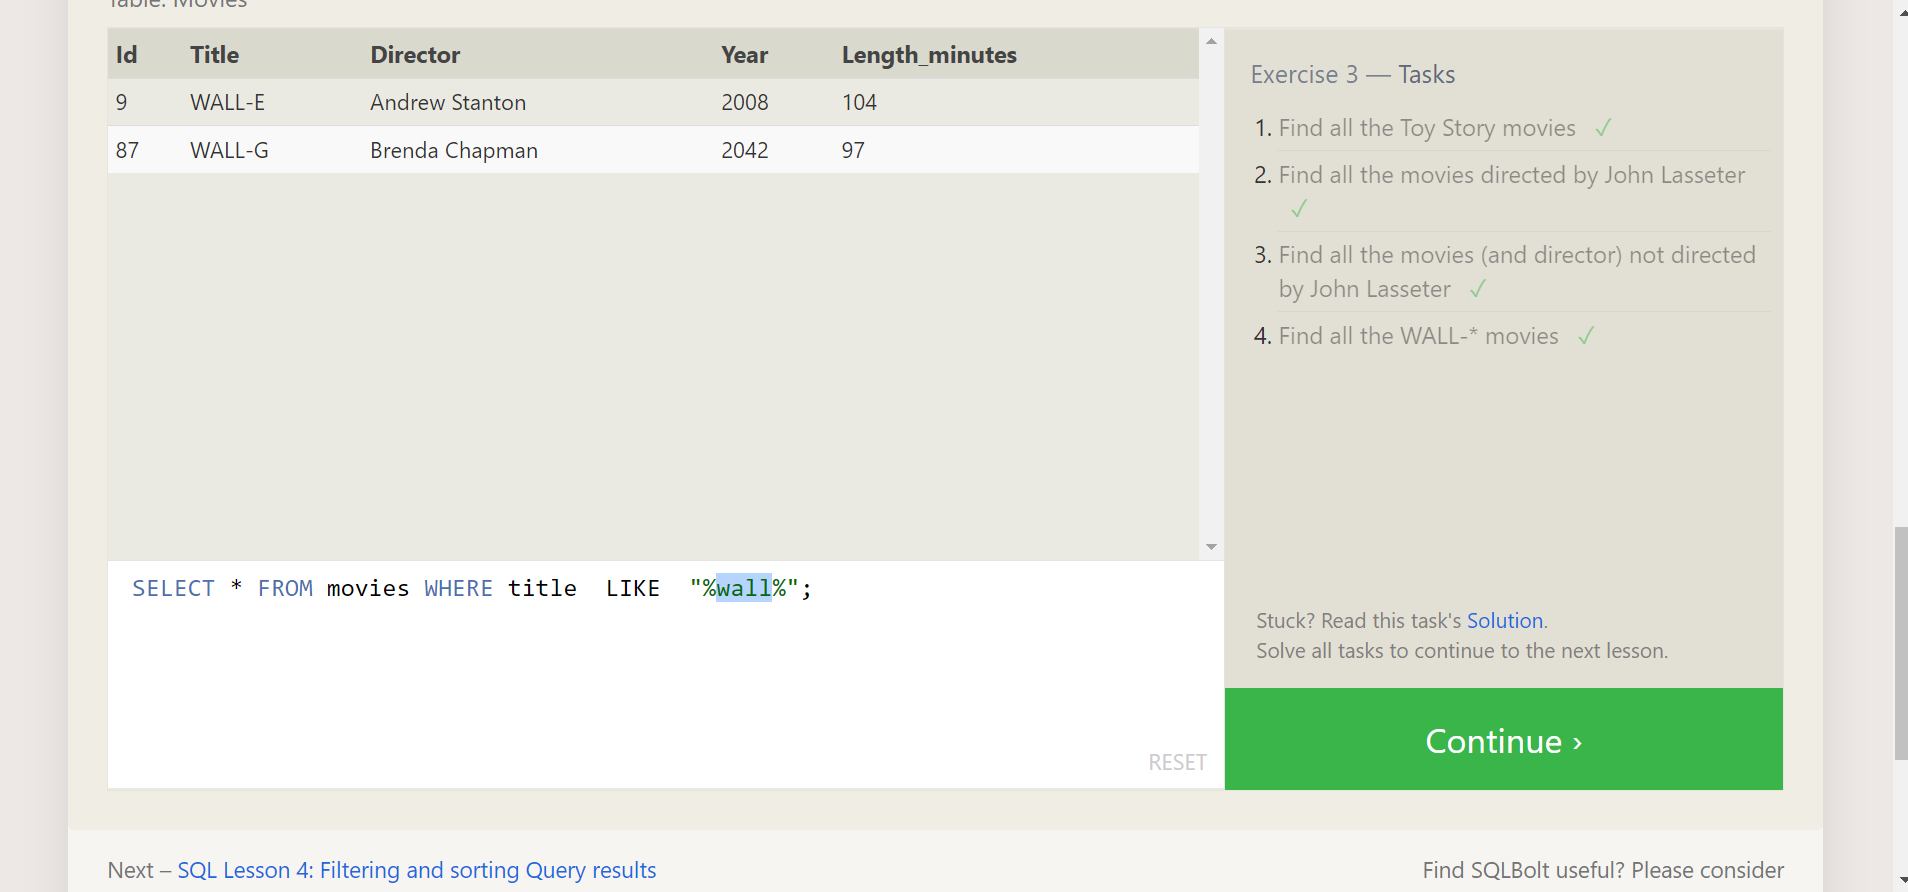 Table: Movies
Id Title Director Year Length_minutes
9 WALL-E Andrew Stanton 2008 104
87 WALL-G Brenda Chapman 2042 97
SELECT * FROM movies WHERE title  LIKE  "%wall%";
RESET
Exercise 3 — Tasks
1. Find all the Toy Story movies ✓
2. Find all the movies directed by John Lasseter
✓
3. Find all the movies (and director) not directed
by John Lasseter ✓
4. Find all the WALL-* movies ✓
Stuck? Read this task's Solution.
Solve all tasks to continue to the next lesson.
Continue ›
Next – SQL Lesson 4: Filtering and sorting Query results
Find SQLBolt useful? Please consider